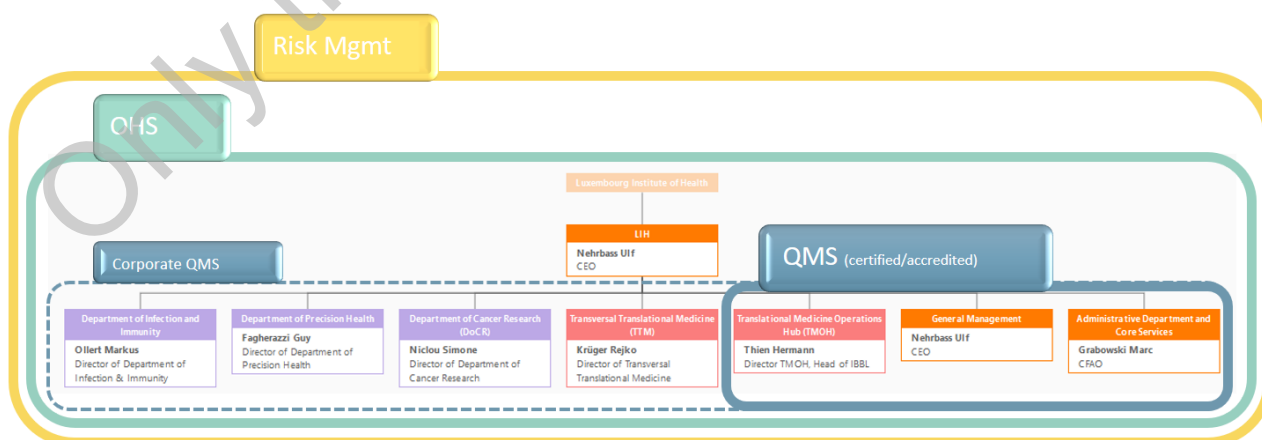 Only
Risk Mgmt
OHS
Luxembourg Institute of Health
LIH
Nehrbass Ulf
CEO
Corporate QMS
QMS (certified/accredited)
Department of Infection and
Immunity
Ollert Markus
Director of Department of
Infection & Immunity
Department of Precision Health
Fagherazzi Guy
Director of Department of
Precision Health
Department of Cancer Research
(DoCR)
Niclou Simone
Director of Department of
Cancer Research
Transversal Translational Medicine
(TTM)
Krüger Rejko
Director of Transversal
Translational Medicine
Translational Medicine Operations
Hub (TMOH)
Thien Hermann
Director TMOH, Head of IBBL
General Management
Nehrbass Ulf
CEO
Administrative Department and
Core Services
Grabowski Marc
CFAO